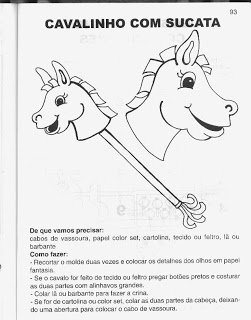 93
CAVALINHO COM SUCATA
De que vamos precisar:
cabos de vassoura, papel color set, cartolina, tecido ou feltro, lã ou
barbante
Como fazer:
- Recortar o molde duas vezes e colocar os detalhes dos olhos em papel
fantasia.
- Se o cavalo for feito de tecido ou feltro pregar botões pretos e costurar
as duas partes com alinhavos grandes.
- Colar lã ou barbante para fazer a crina.
- Se for de cartolina ou color set, colar as duas partes da cabeça, deixan-
do uma abertura para colocar o cabo de vassoura.